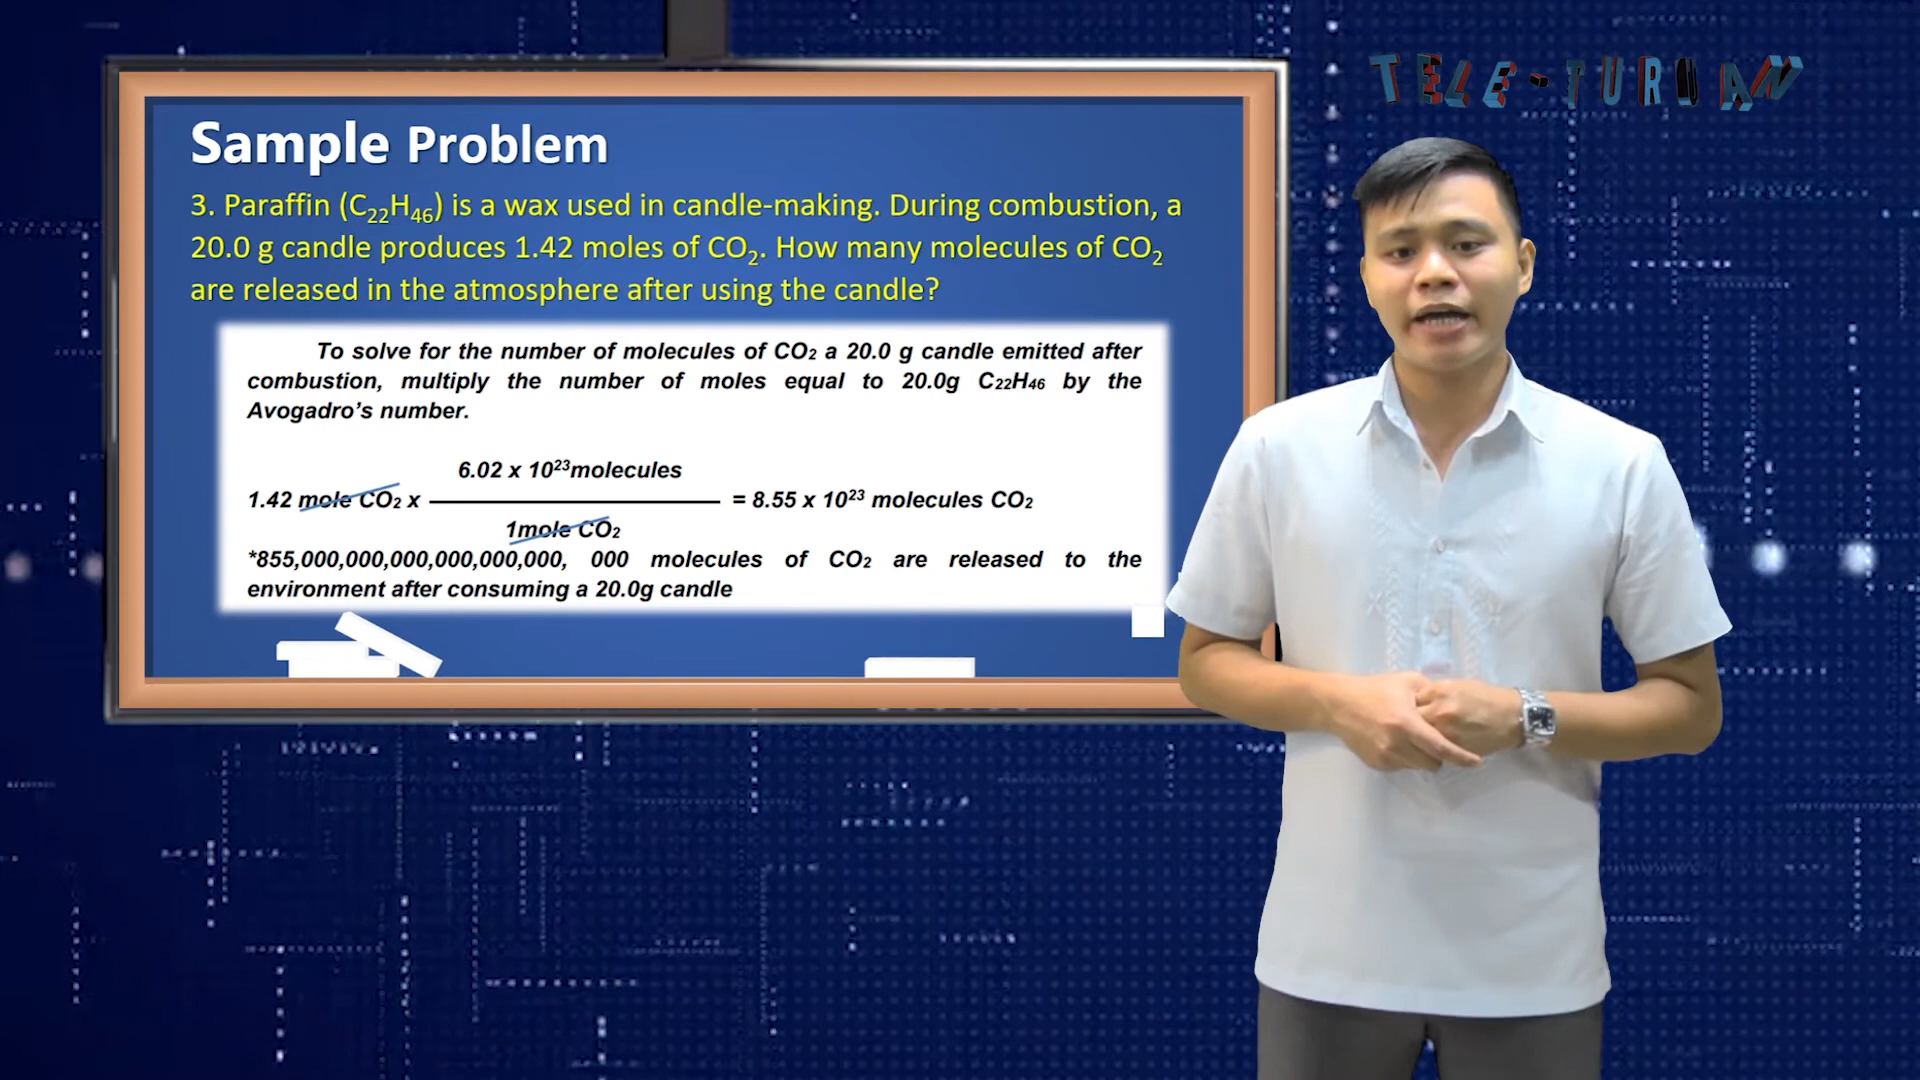 TELE-TURUAN
Sample Problem
3. Paraffin (C₂₂H₄₆) is a wax used in candle-making. During combustion, a
20.0 g candle produces 1.42 moles of CO₂. How many molecules of CO₂
are released in the atmosphere after using the candle?
To solve for the number of molecules of CO₂ a 20.0 g candle emitted after
combustion, multiply the number of moles equal to 20.0g C₂₂H₄₆ by the
Avogadro's number.
6.02 x 10²³molecules
1.42 mole CO₂ x = 8.55 x 10²³ molecules CO₂
1mole CO₂
*855,000,000,000,000,000,000, 000 molecules of CO₂ are released to the
environment after consuming a 20.0g candle